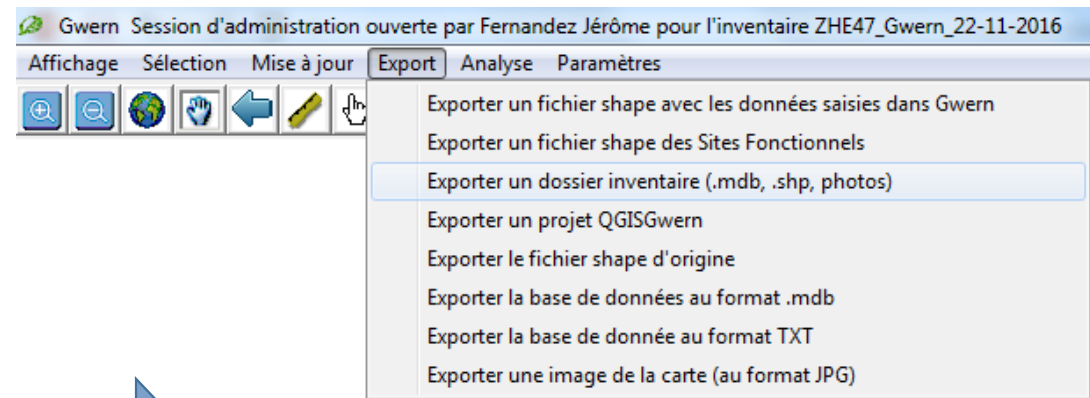 Gwern Session d'administration ouverte par Fernandez Jérôme pour l'inventaire ZHE47_Gwern_22-11-2016
Affichage Sélection Mise à jour Export Analyse Paramètres
Exporter un fichier shape avec les données saisies dans Gwern
Exporter un fichier shape des Sites Fonctionnels
Exporter un dossier inventaire (.mdb, .shp, photos)
Exporter un projet QGISGwern
Exporter le fichier shape d'origine
Exporter la base de données au format .mdb
Exporter la base de donnée au format TXT
Exporter une image de la carte (au format JPG)